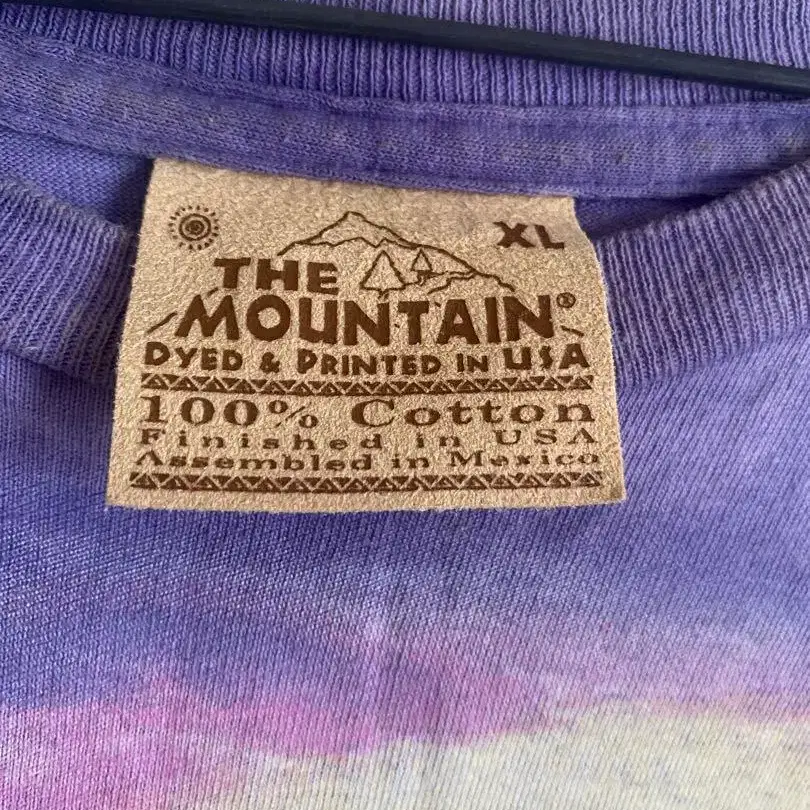 XL
THE
MOUNTAIN®
DYED & PRINTED IN USA
100% Cotton
Finished in USA
Assembled in Mexico